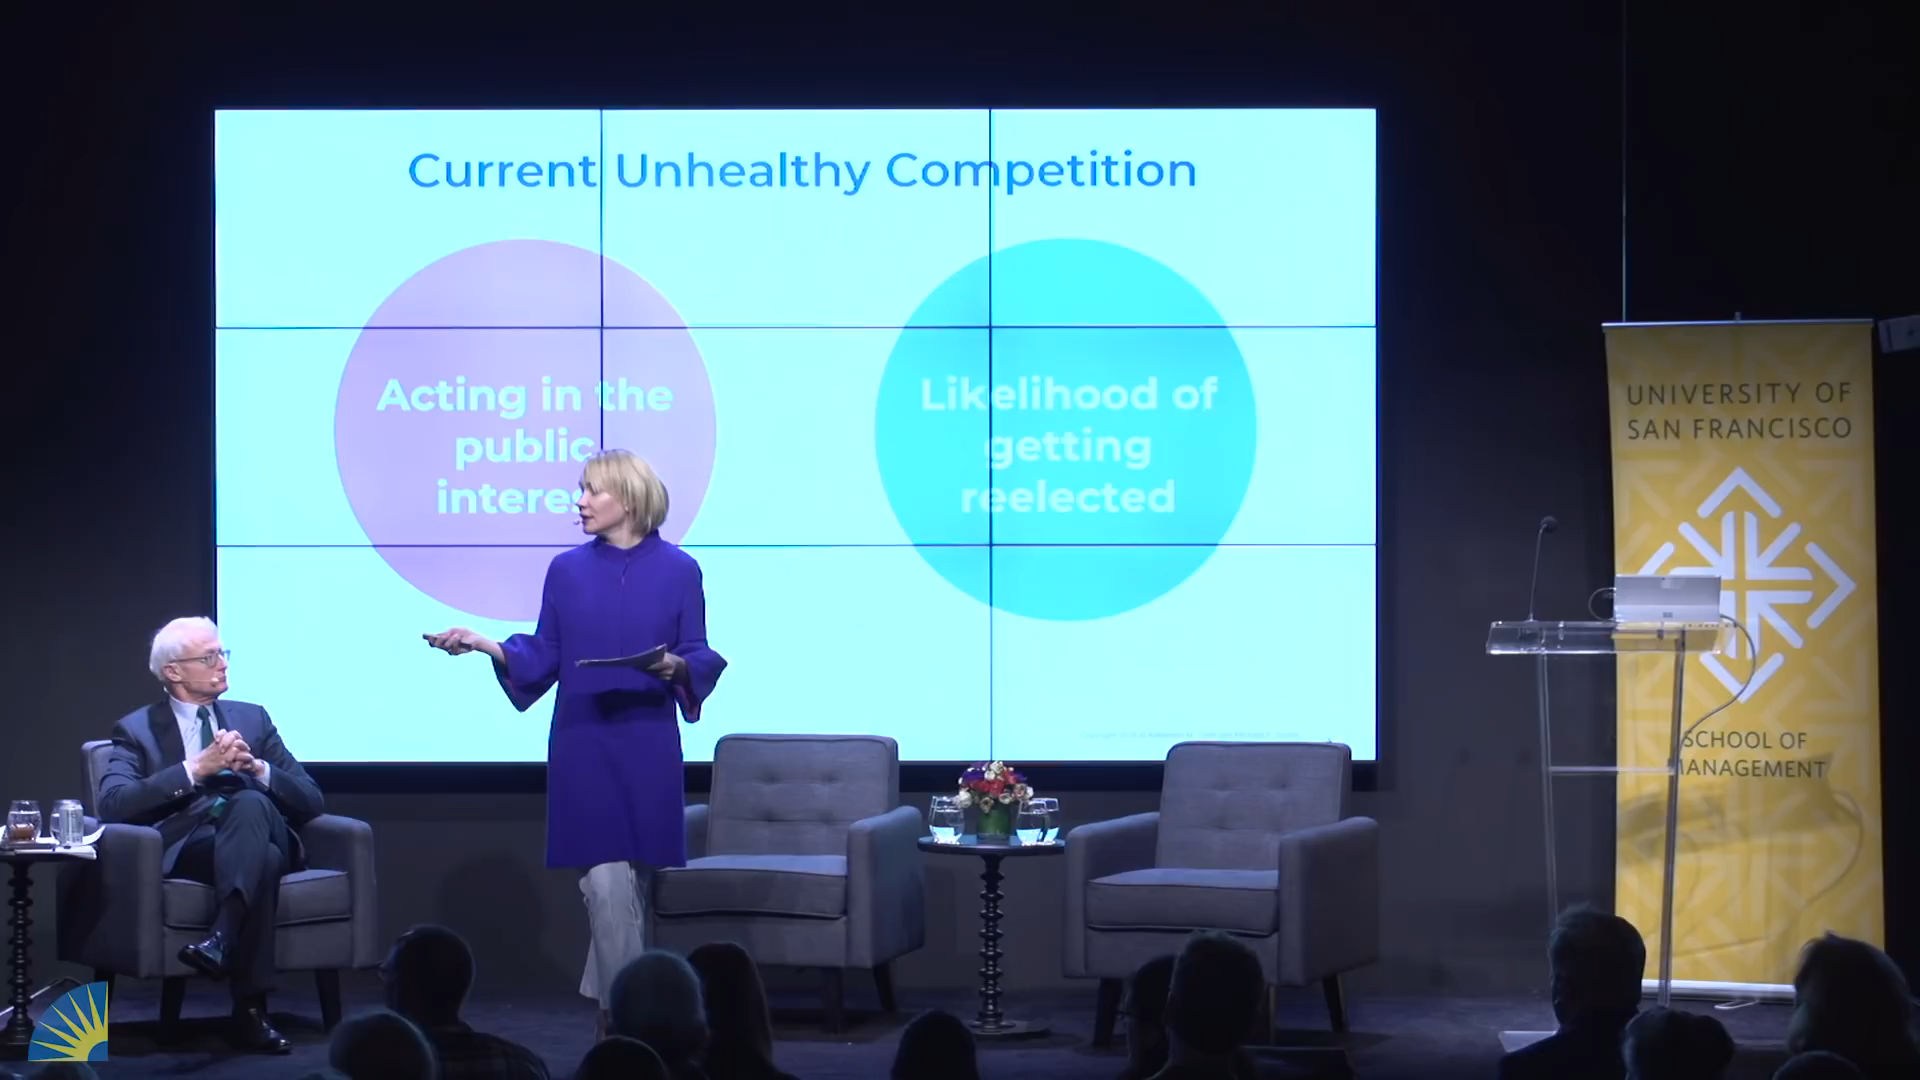 Current Unhealthy Competition
Acting in the
public
interes
Likelihood of
getting
reelected
UNIVERSITY OF
SAN FRANCISCO
SCHOOL OF
MANAGEMENT